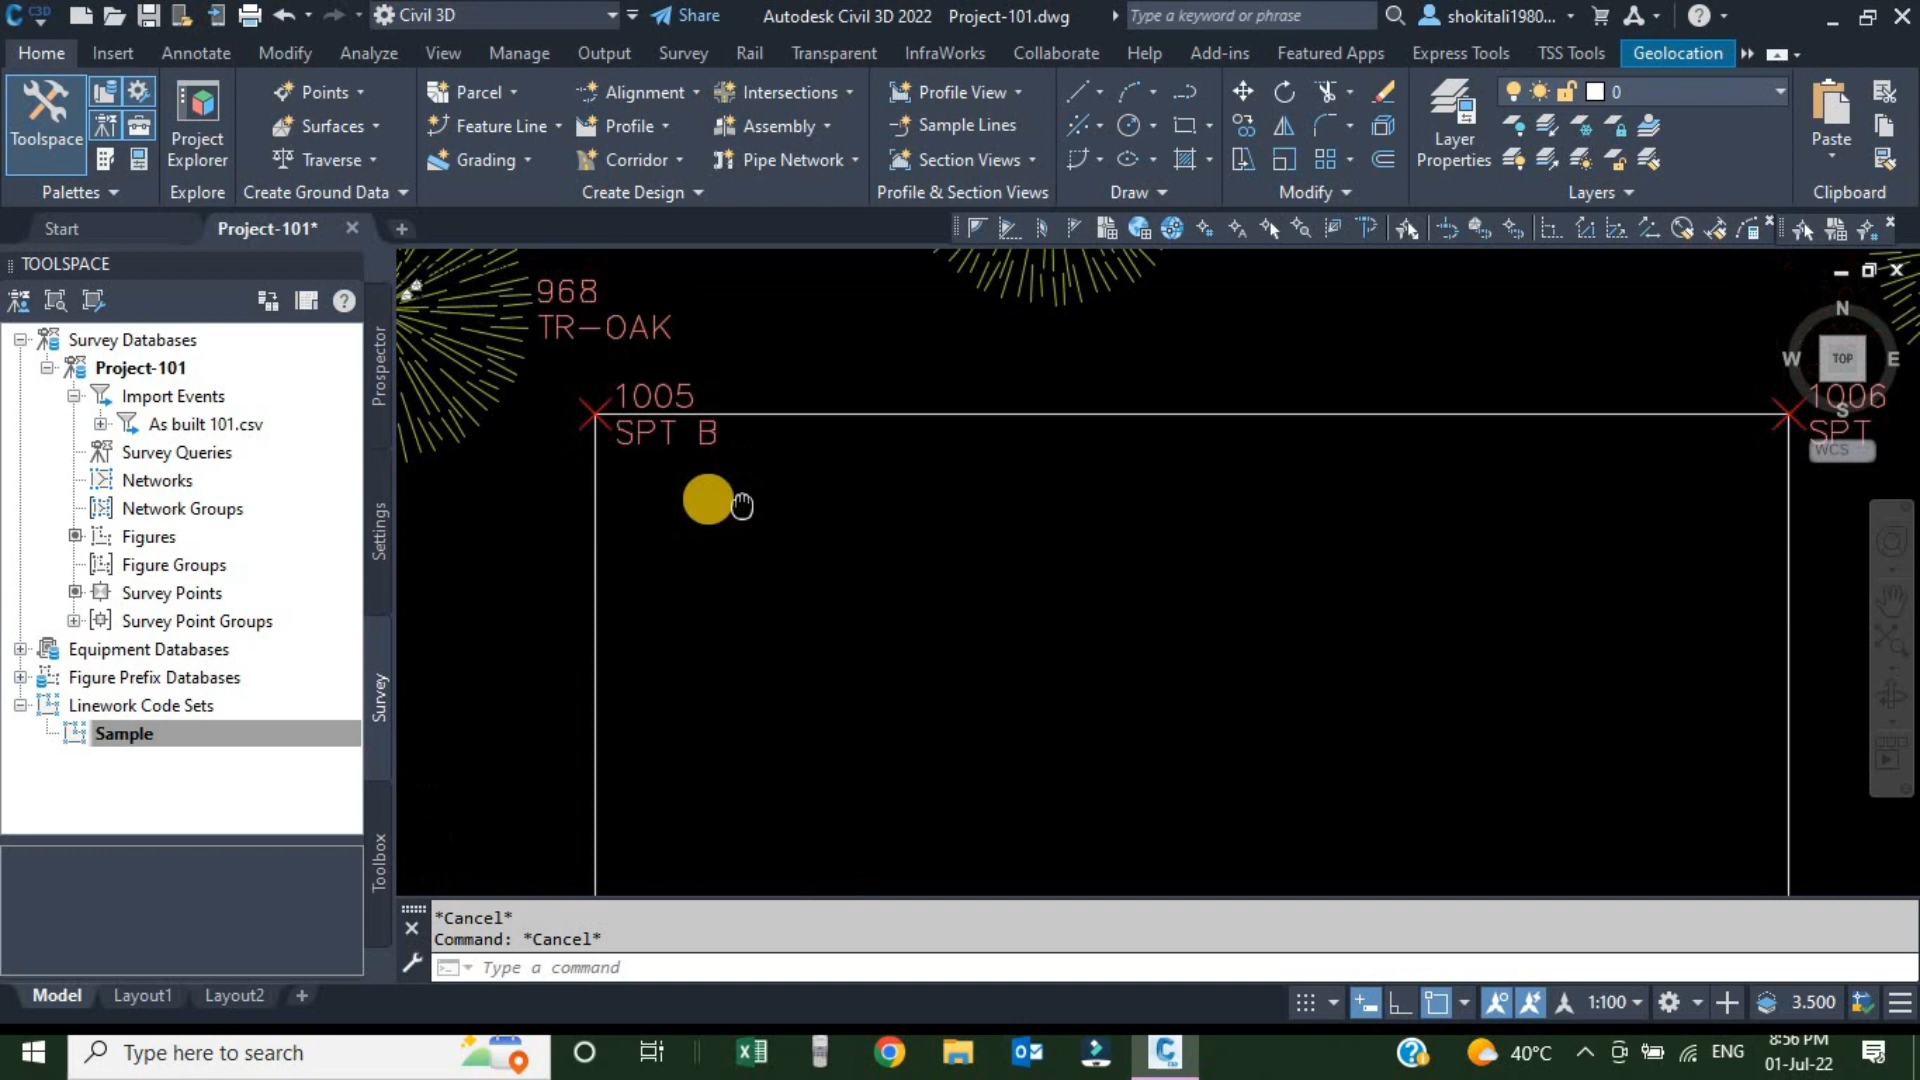 C3D
Civil 3D
Share
Autodesk Civil 3D 2022
Project-101.dwg
Type a keyword or phrase
shokitali1980...
Home
Insert
Annotate
Modify
Analyze
View
Manage
Output
Survey
Rail
Transparent
InfraWorks
Collaborate
Help
Add-ins
Featured Apps
Express Tools
TSS Tools
Geolocation
Toolspace
Project Explorer
Points
Surfaces
Traverse
Parcel
Feature Line
Grading
Alignment
Profile
Corridor
Intersections
Assembly
Pipe Network
Profile View
Sample Lines
Section Views
Layer Properties
0
Paste
Palettes
Explore
Create Ground Data
Create Design
Profile & Section Views
Draw
Modify
Layers
Clipboard
Start
Project-101*
TOOLSPACE
Survey Databases
Project-101
Import Events
As built 101.csv
Survey Queries
Networks
Network Groups
Figures
Figure Groups
Survey Points
Survey Point Groups
Equipment Databases
Figure Prefix Databases
Linework Code Sets
Sample
Prospector
Settings
Survey
Toolbox
968
TR-OAK
1005
SPT B
1006
SPT
N
W
TOP
E
S
WCS
*Cancel*
Command: *Cancel*
Type a command
Model
Layout1
Layout2
1:100
3.500
Type here to search
40°C
ENG
8:56 PM
01-Jul-22